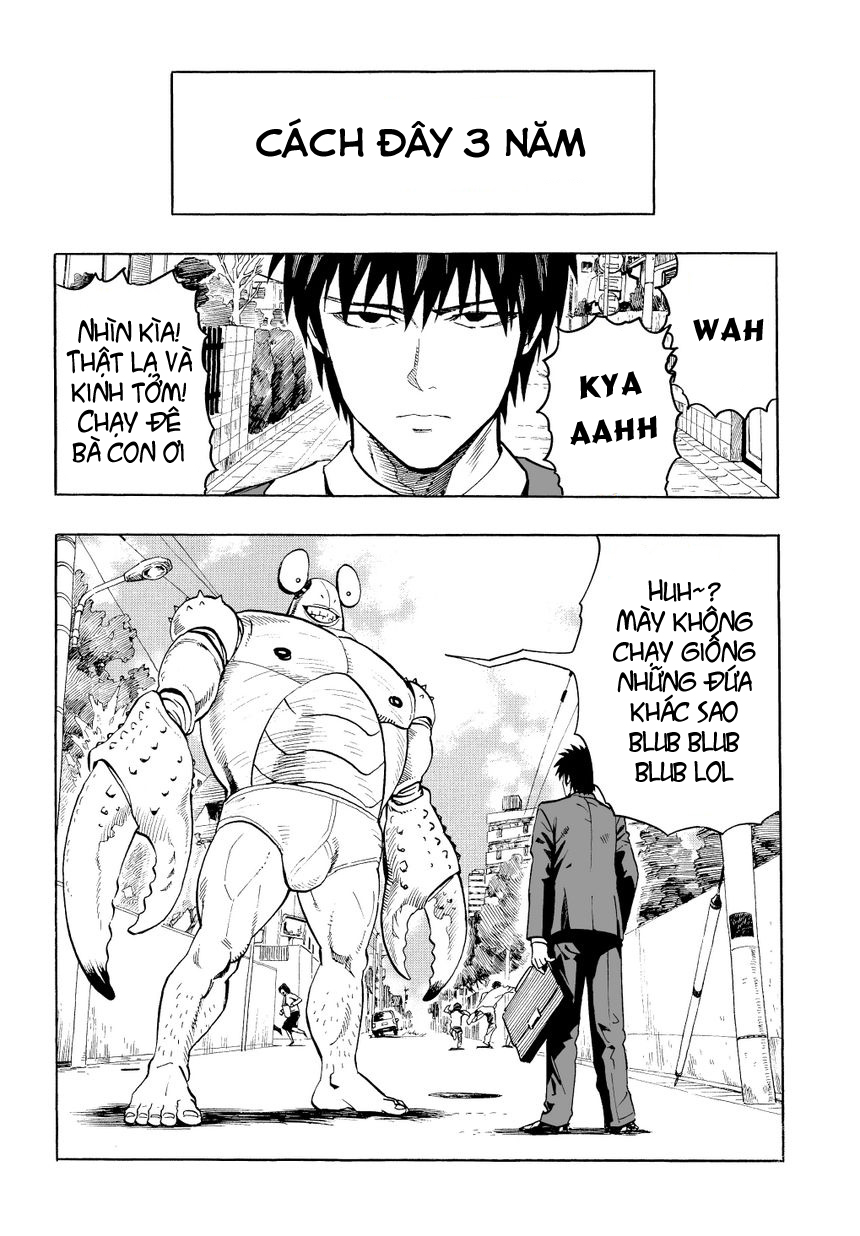 CÁCH ĐÂY 3 NĂM
WAH
KYA
AAHH
NHÌN KÌA!
THẬT LẠ VÀ
KINH TỞM!
CHẠY ĐÊ
BÀ CON ƠI
HUH~?
MÀY KHÔNG
CHẠY GIỐNG
NHỮNG ĐỨA
KHÁC SAO
BLUB BLUB
BLUB LOL